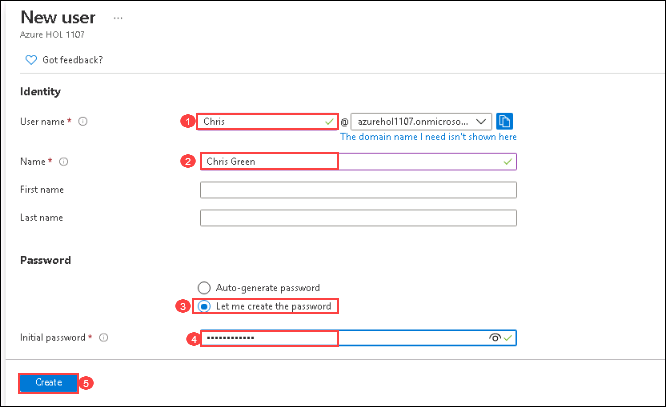 New user ...
Azure HOL 1107
Got feedback?
Identity
User name * 1 Chris @ azurehol1107.onmicroso...
The domain name I need isn't shown here
Name * 2 Chris Green
First name
Last name
Password
Auto-generate password
3 Let me create the password
Initial password * 4 ••••••••••••
Create 5